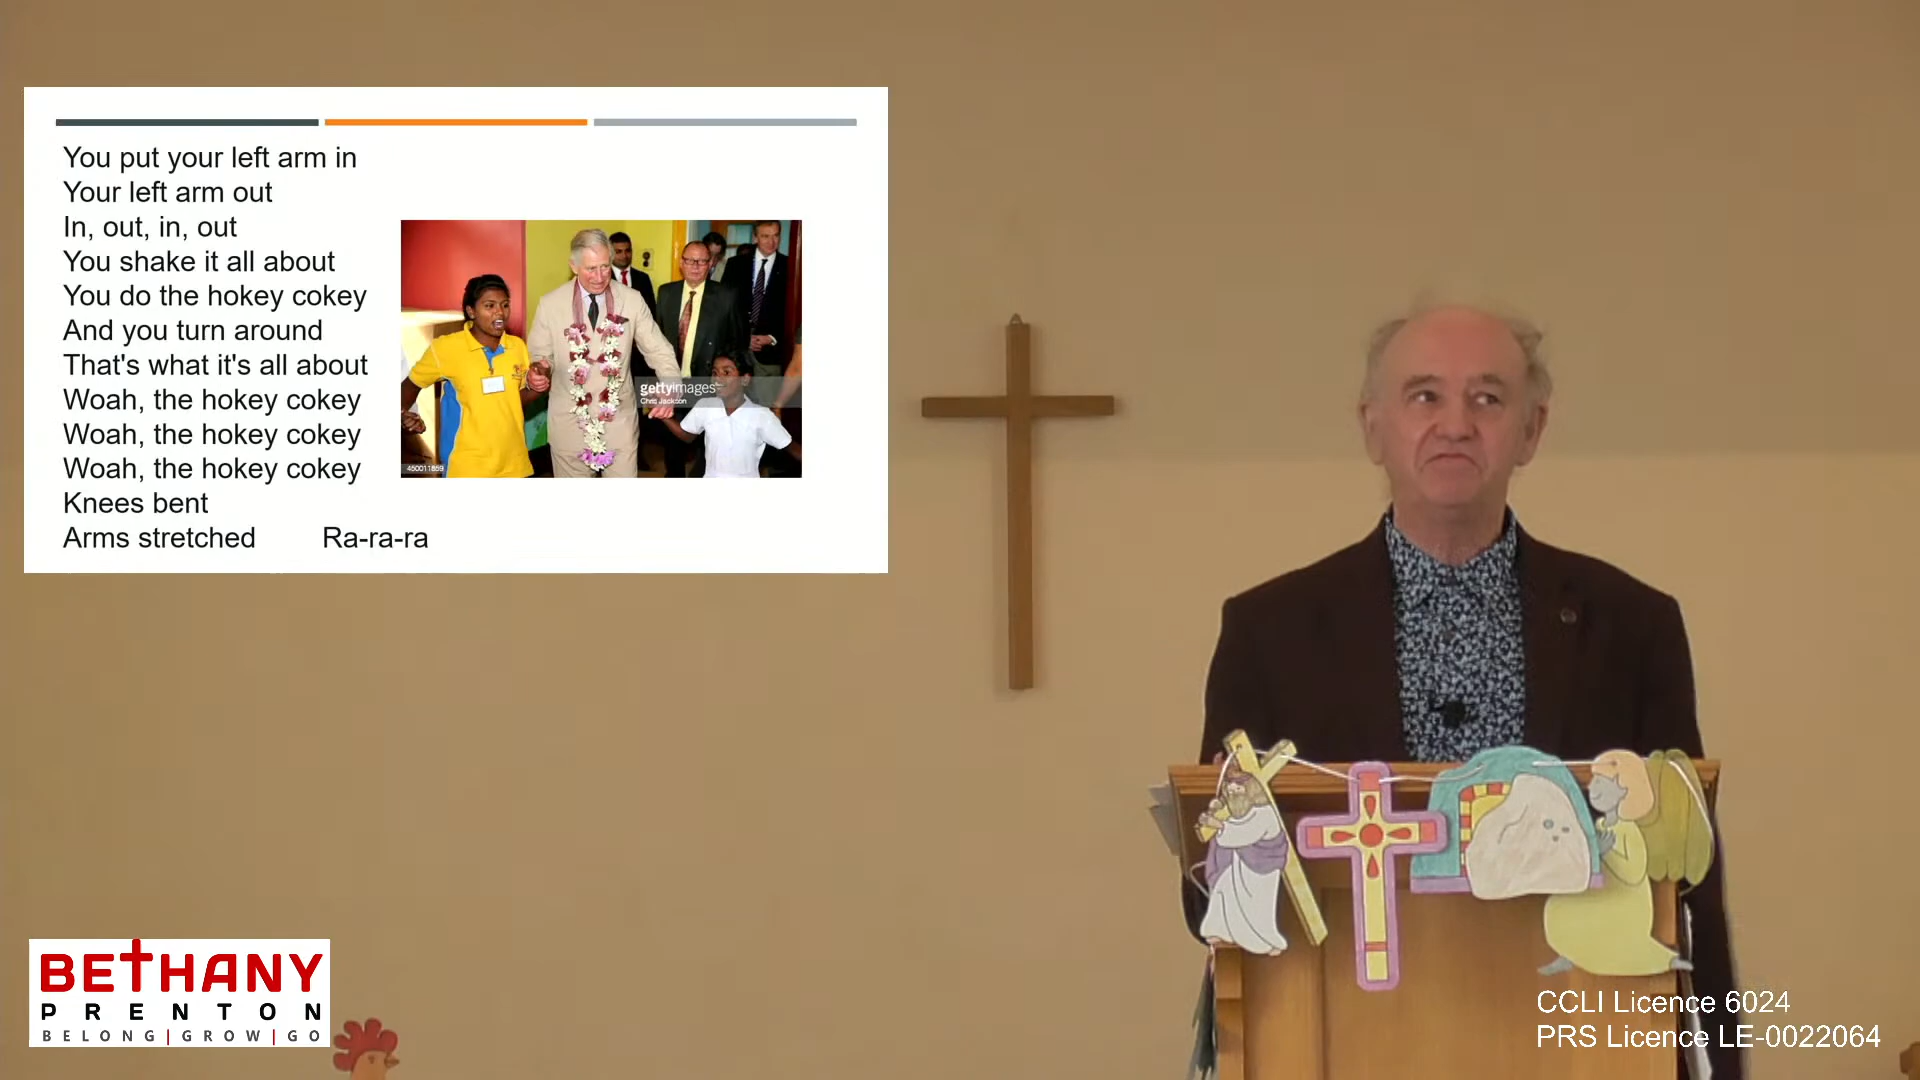 You put your left arm in
Your left arm out
In, out, in, out
You shake it all about
You do the hokey cokey
And you turn around
That's what it's all about
Woah, the hokey cokey
Woah, the hokey cokey
Woah, the hokey cokey
Knees bent
Arms stretched Ra-ra-ra
gettyimages
Chris Jackson
450011859
BETHANY
PRENTON
BELONG|GROW|GO
CCLI Licence 6024
PRS Licence LE-0022064